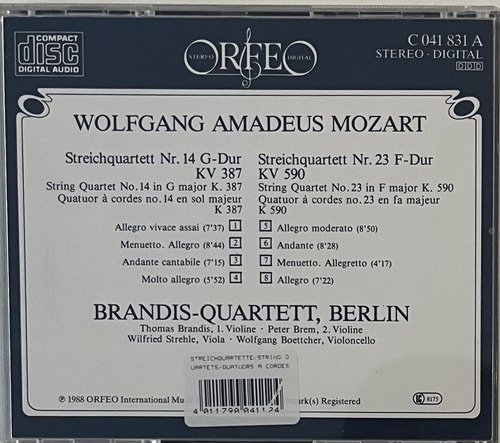 COMPACT
disc
DIGITAL AUDIO
STEREO ORFEO DIGITAL
C 041 831 A
STEREO · DIGITAL
DDD
WOLFGANG AMADEUS MOZART
Streichquartett Nr. 14 G-Dur
KV 387
String Quartet No. 14 in G major K. 387
Quatuor à cordes no. 14 en sol majeur
K 387
Allegro vivace assai (7'37) 1
Menuetto. Allegro (8'44) 2
Andante cantabile (7'15) 3
Molto allegro (5'52) 4
Streichquartett Nr. 23 F-Dur
KV 590
String Quartet No. 23 in F major K. 590
Quatuor à cordes no. 23 en fa majeur
K 590
5 Allegro moderato (8'50)
6 Andante (8'28)
7 Menuetto. Allegretto (4'17)
8 Allegro (7'22)
BRANDIS-QUARTETT, BERLIN
Thomas Brandis, 1. Violine · Peter Brem, 2. Violine
Wilfried Strehle, Viola · Wolfgang Boettcher, Violoncello
STREICHQUARTETTE/STRING Q
UARTETS/QUATUORS A CORDES
4 011790 041124
℗ 1988 ORFEO International Music
mark(s) Registered
LC 8175